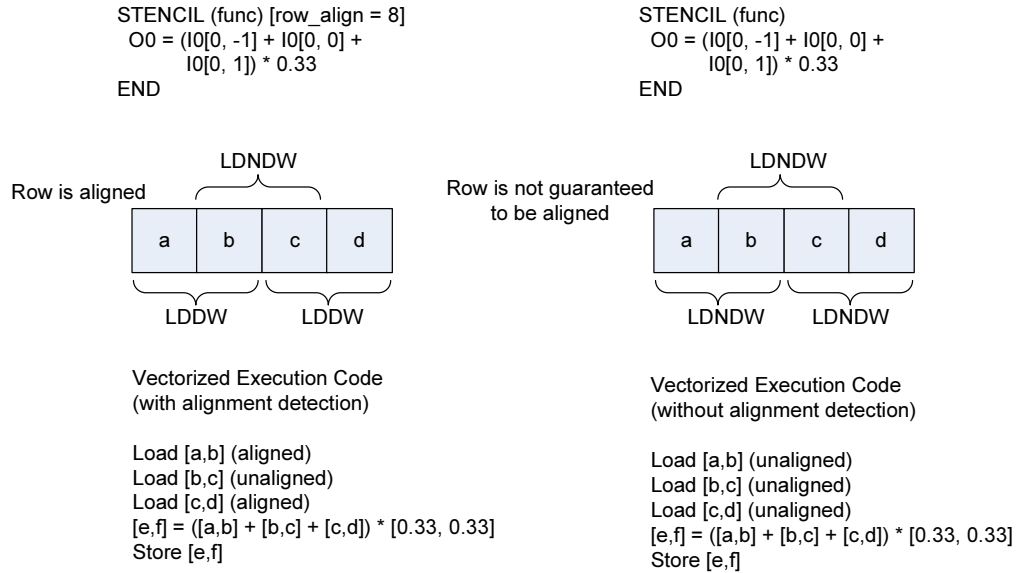 STENCIL (func) [row_align = 8]
O0 = (I0[0, -1] + I0[0, 0] +
I0[0, 1]) * 0.33
END
LDNDW
Row is aligned
a b c d
LDDW LDDW
Vectorized Execution Code
(with alignment detection)
Load [a,b] (aligned)
Load [b,c] (unaligned)
Load [c,d] (aligned)
[e,f] = ([a,b] + [b,c] + [c,d]) * [0.33, 0.33]
Store [e,f]
STENCIL (func)
O0 = (I0[0, -1] + I0[0, 0] +
I0[0, 1]) * 0.33
END
LDNDW
Row is not guaranteed
to be aligned
a b c d
LDNDW LDNDW
Vectorized Execution Code
(without alignment detection)
Load [a,b] (unaligned)
Load [b,c] (unaligned)
Load [c,d] (unaligned)
[e,f] = ([a,b] + [b,c] + [c,d]) * [0.33, 0.33]
Store [e,f]